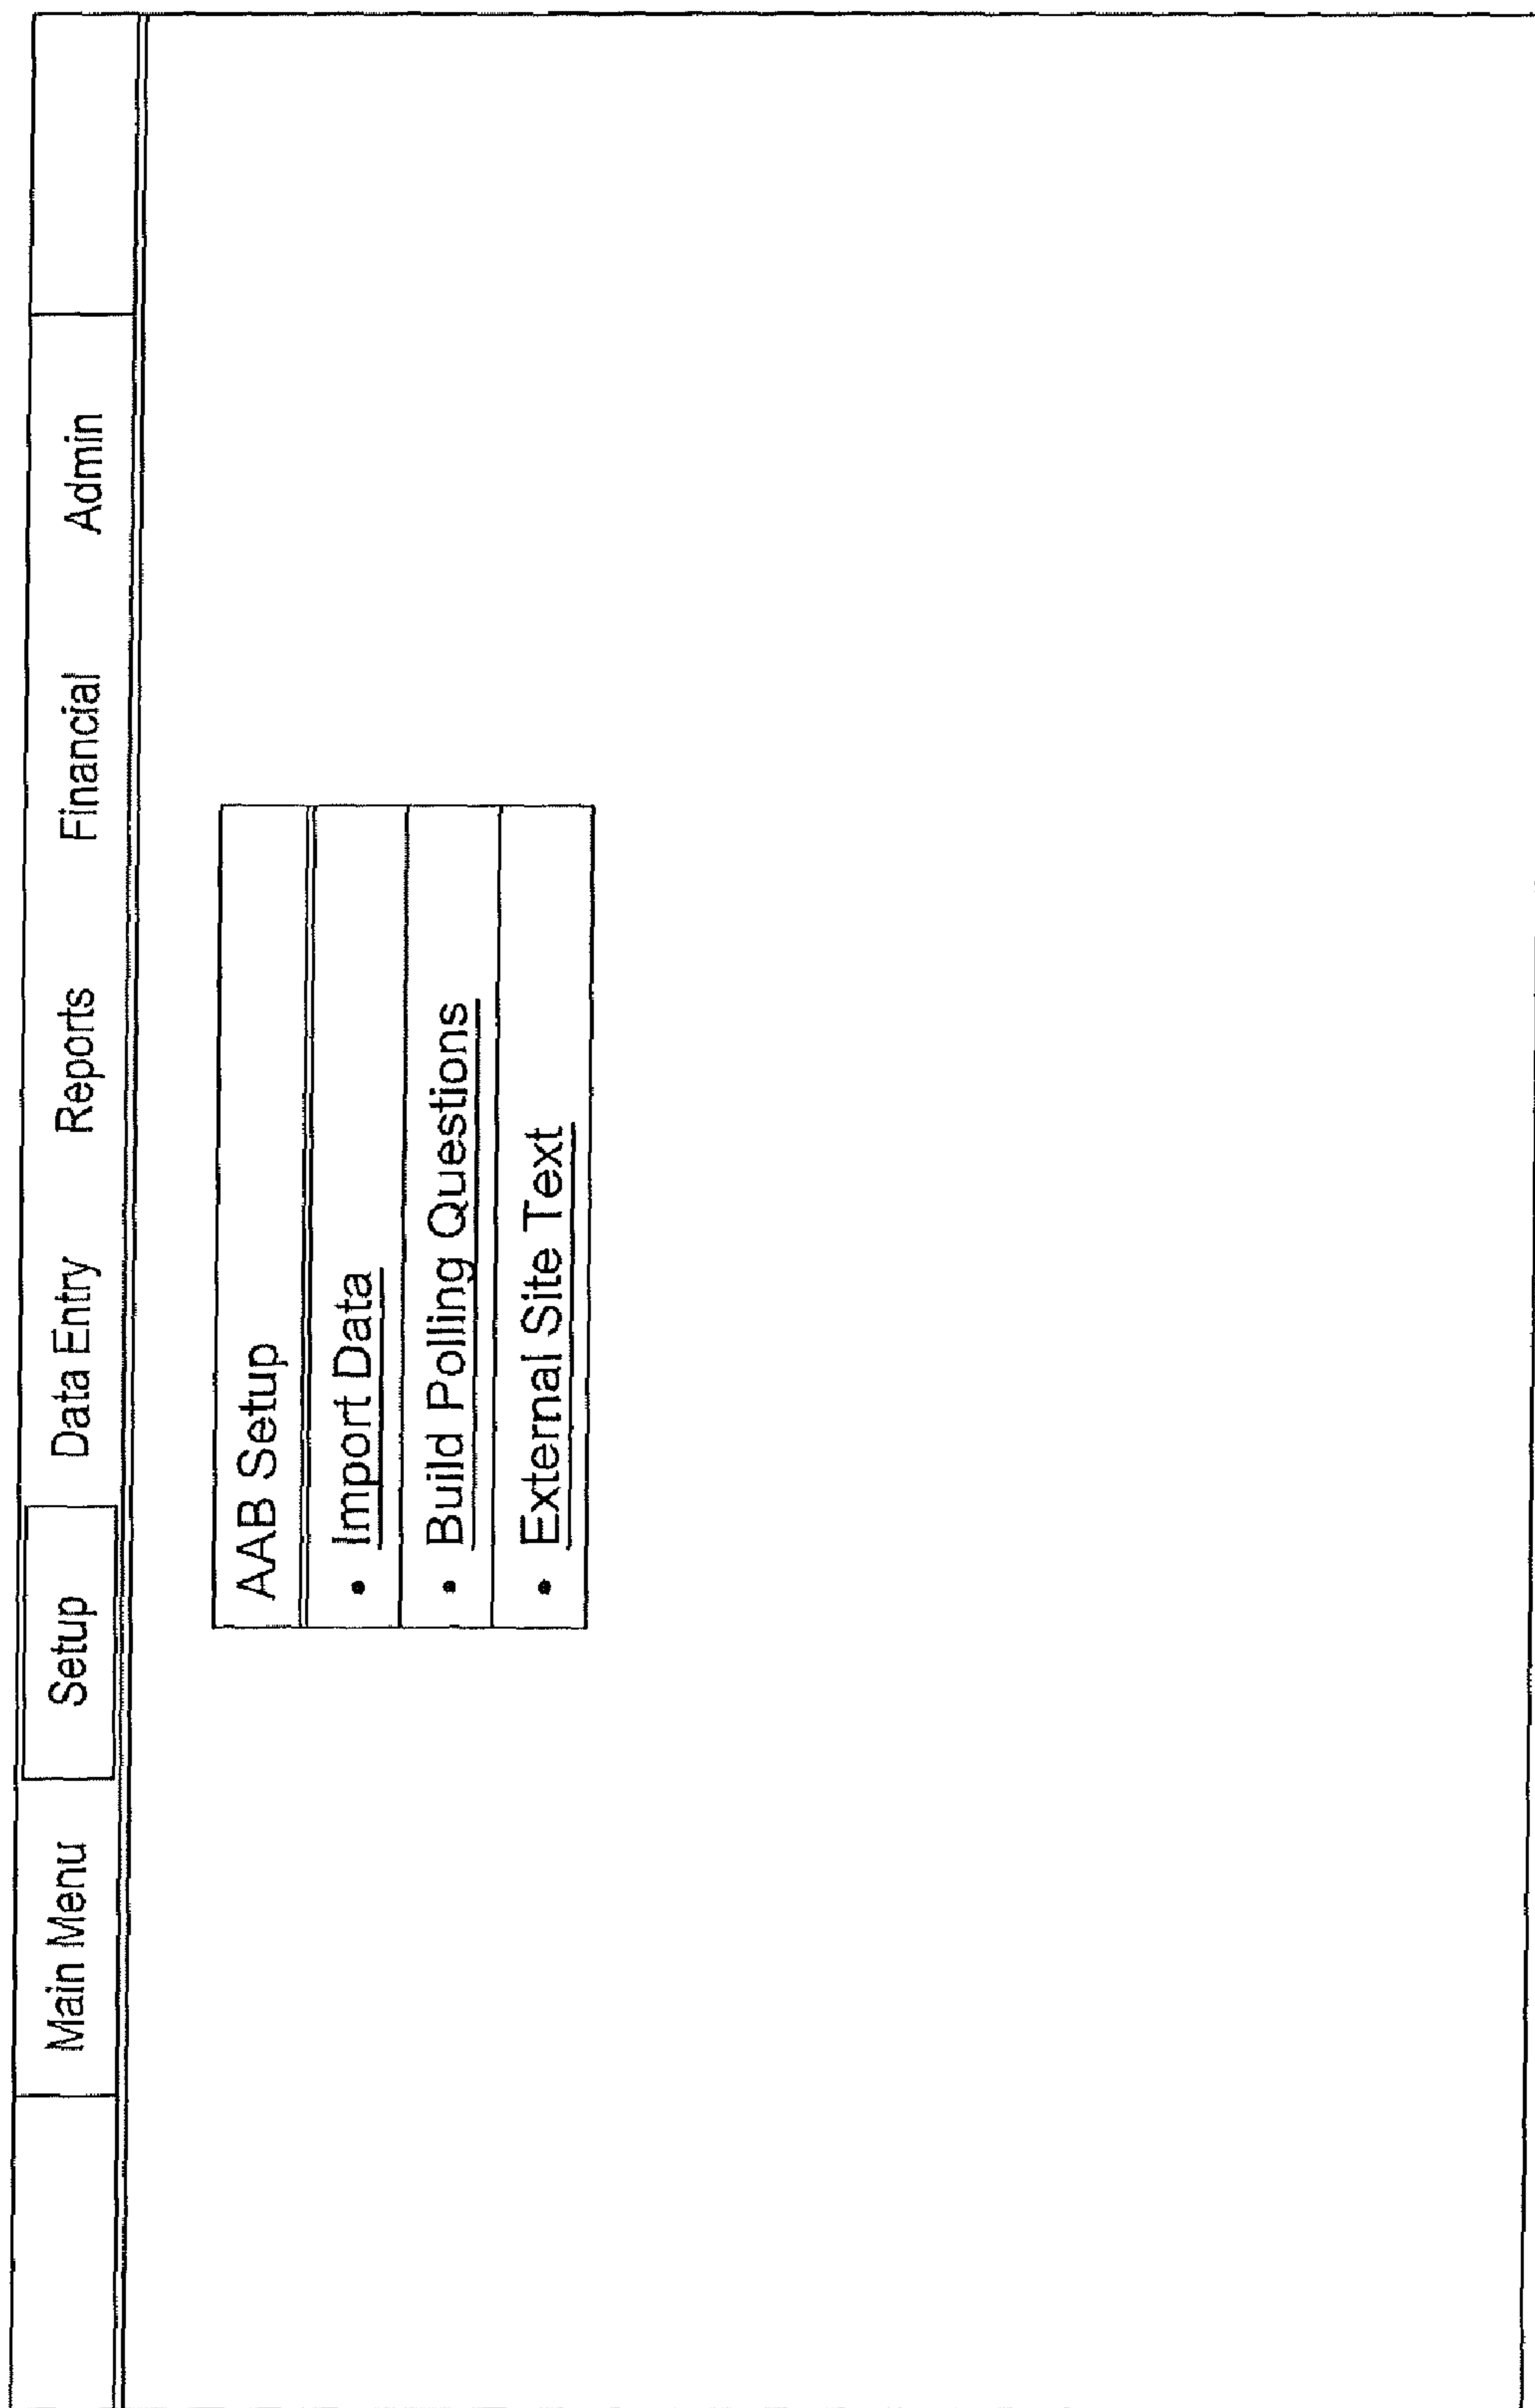 Main Menu Setup Data Entry Reports Financial Admin
AAB Setup
• Import Data
• Build Polling Questions
• External Site Text